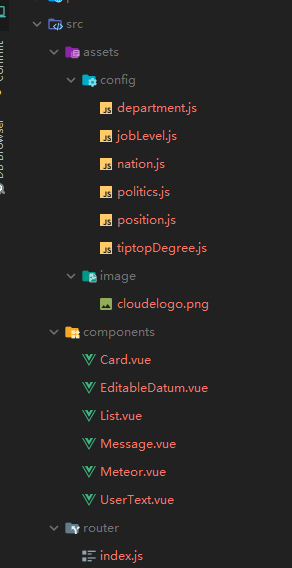 src
assets
config
department.js
jobLevel.js
nation.js
politics.js
position.js
tiptopDegree.js
image
cloudelogo.png
components
Card.vue
EditableDatum.vue
List.vue
Message.vue
Meteor.vue
UserText.vue
router
index.js
Commit
DB Browser